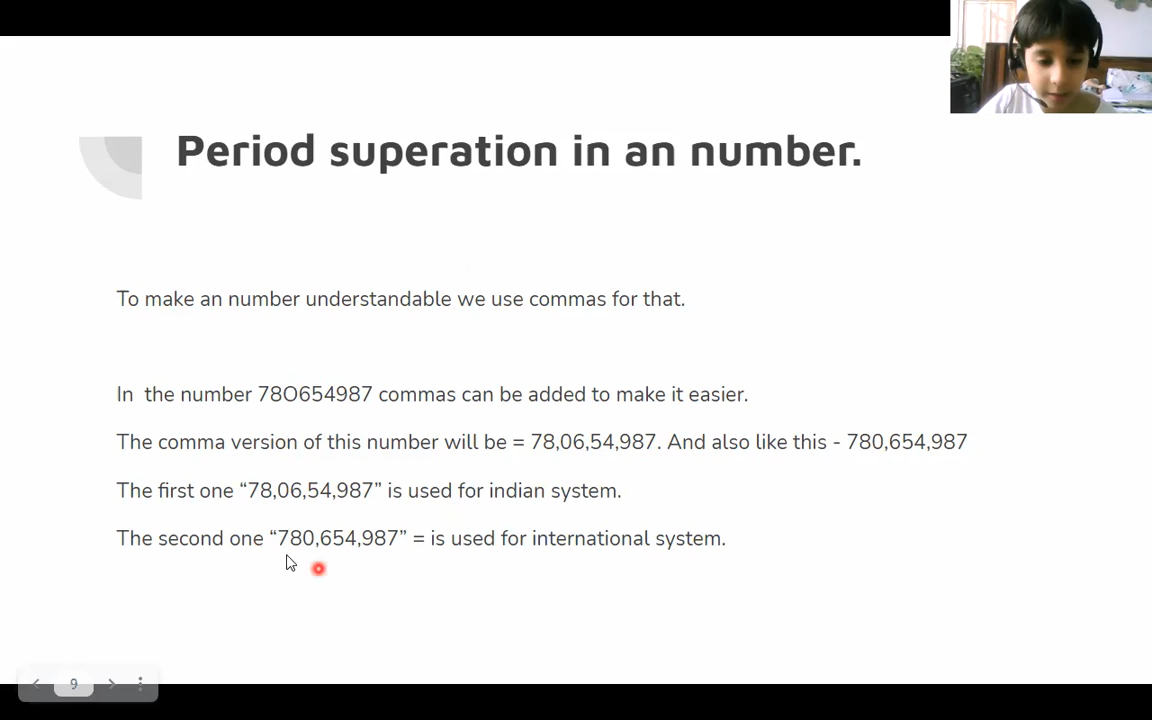 Period superation in an number.
To make an number understandable we use commas for that.
In the number 78O654987 commas can be added to make it easier.
The comma version of this number will be = 78,06,54,987. And also like this - 780,654,987
The first one “78,06,54,987” is used for indian system.
The second one “780,654,987” = is used for international system.
9